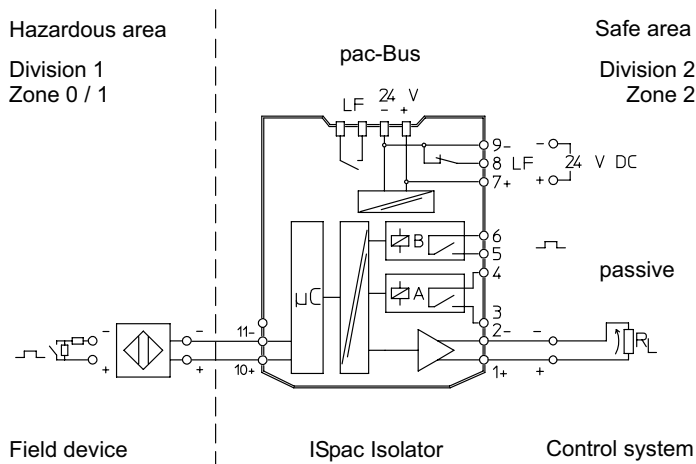 Hazardous area
Safe area
Division 1
Zone 0 / 1
pac-Bus
Division 2
Zone 2
LF 24 V
- +
9-
8 LF
7+
- +
24 V DC
B
6
5
A
4
3
passive
µC
11-
10+
2-
1+
- +
- +
- +
RL
Field device
ISpac Isolator
Control system